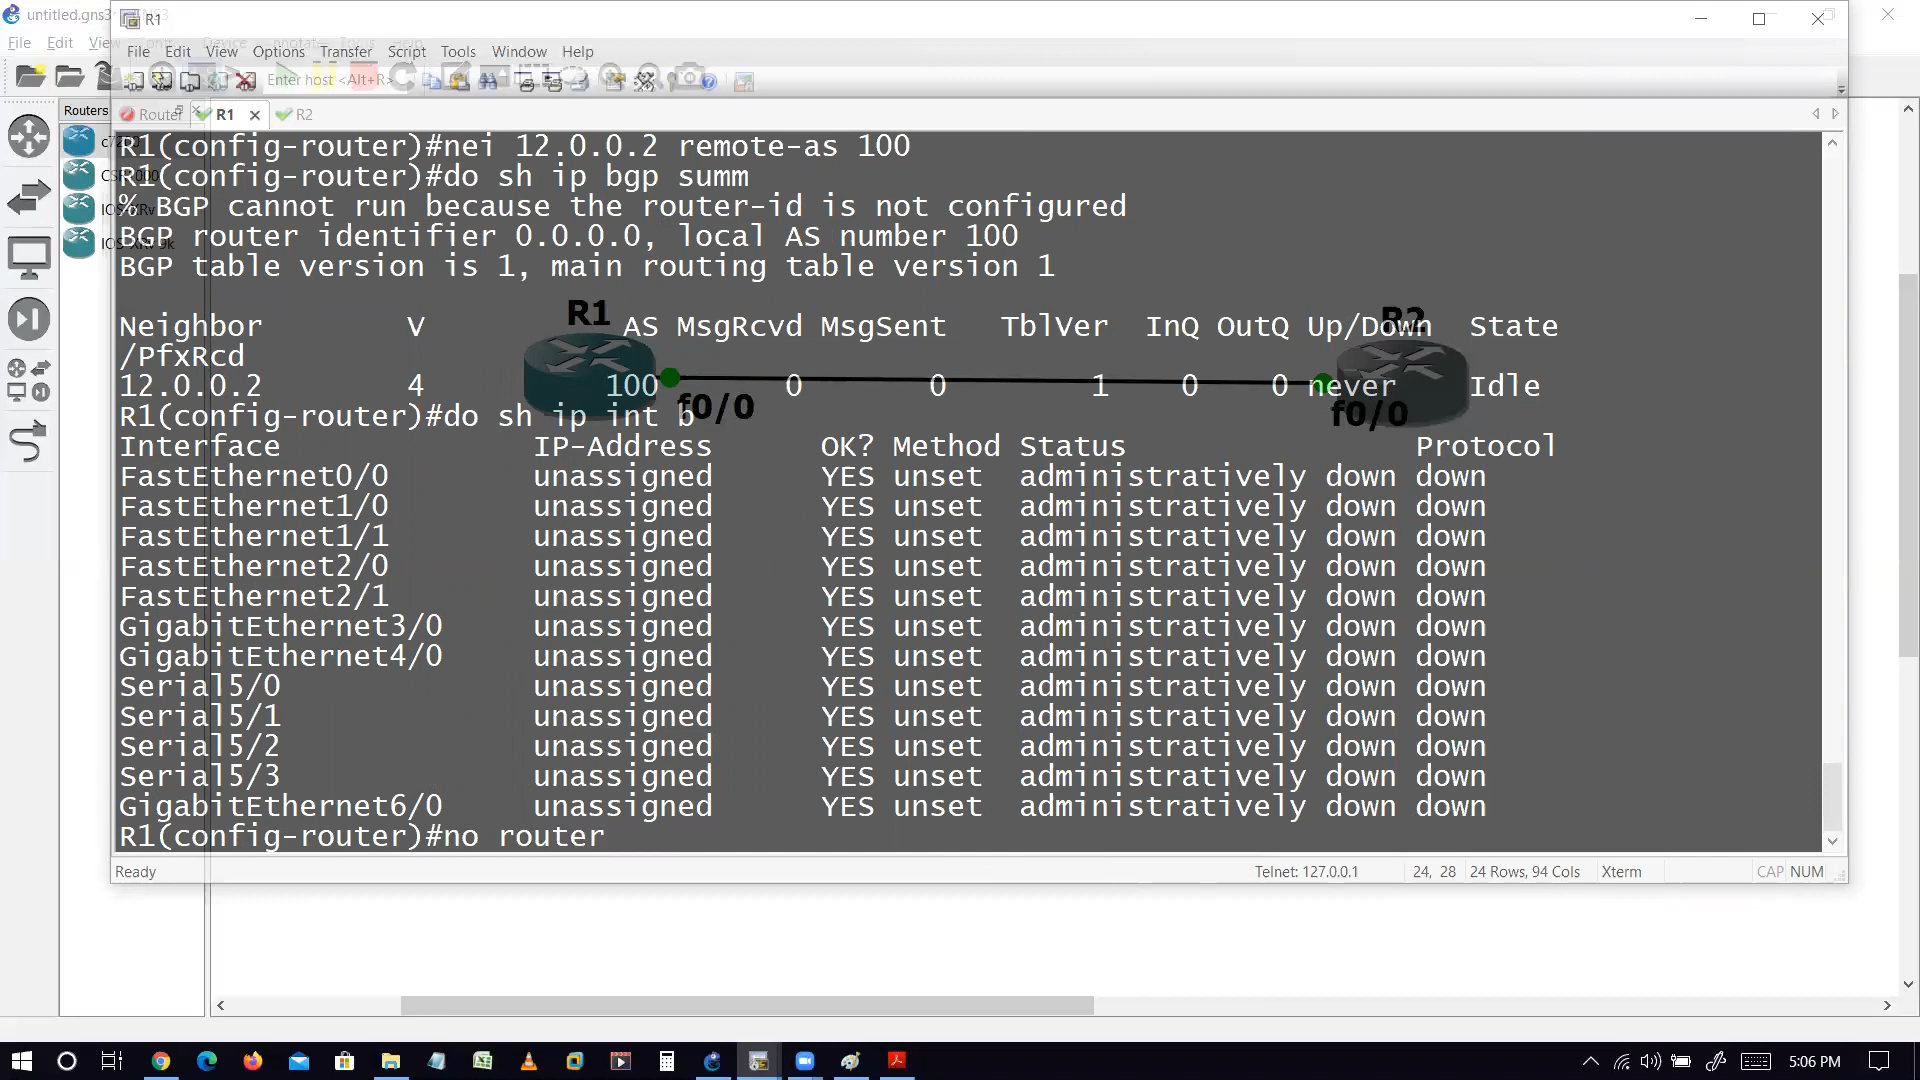 untitled.gns3
R1
File Edit View
File Edit View Options Transfer Script Tools Window Help
Enter host <Alt+R>
Routers
Router R1 R2
R1(config-router)#nei 12.0.0.2 remote-as 100
R1(config-router)#do sh ip bgp summ
% BGP cannot run because the router-id is not configured
BGP router identifier 0.0.0.0, local AS number 100
BGP table version is 1, main routing table version 1
R1 R2
Neighbor V AS MsgRcvd MsgSent TblVer InQ OutQ Up/Down State
/PfxRcd
12.0.0.2 4 100 0 0 1 0 0 never Idle
f0/0 f0/0
R1(config-router)#do sh ip int b
Interface IP-Address OK? Method Status Protocol
FastEthernet0/0 unassigned YES unset administratively down down
FastEthernet1/0 unassigned YES unset administratively down down
FastEthernet1/1 unassigned YES unset administratively down down
FastEthernet2/0 unassigned YES unset administratively down down
FastEthernet2/1 unassigned YES unset administratively down down
GigabitEthernet3/0 unassigned YES unset administratively down down
GigabitEthernet4/0 unassigned YES unset administratively down down
Serial5/0 unassigned YES unset administratively down down
Serial5/1 unassigned YES unset administratively down down
Serial5/2 unassigned YES unset administratively down down
Serial5/3 unassigned YES unset administratively down down
GigabitEthernet6/0 unassigned YES unset administratively down down
R1(config-router)#no router
Ready Telnet: 127.0.0.1 24, 28 24 Rows, 94 Cols Xterm CAP NUM
5:06 PM